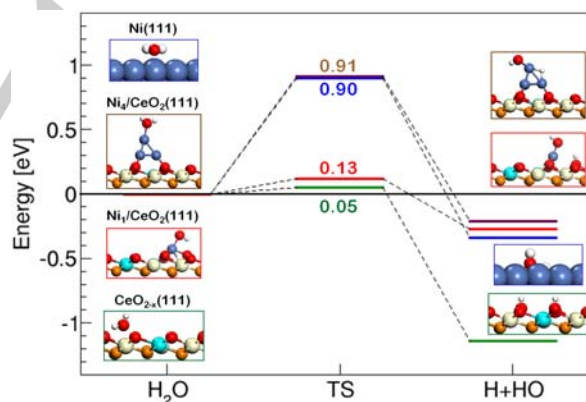 Ni(111)
Ni4/CeO2(111)
Ni1/CeO2(111)
CeO2-x(111)
Energy [eV]
1
0.5
0
-0.5
-1
0.91
0.90
0.13
0.05
H2O
TS
H+HO